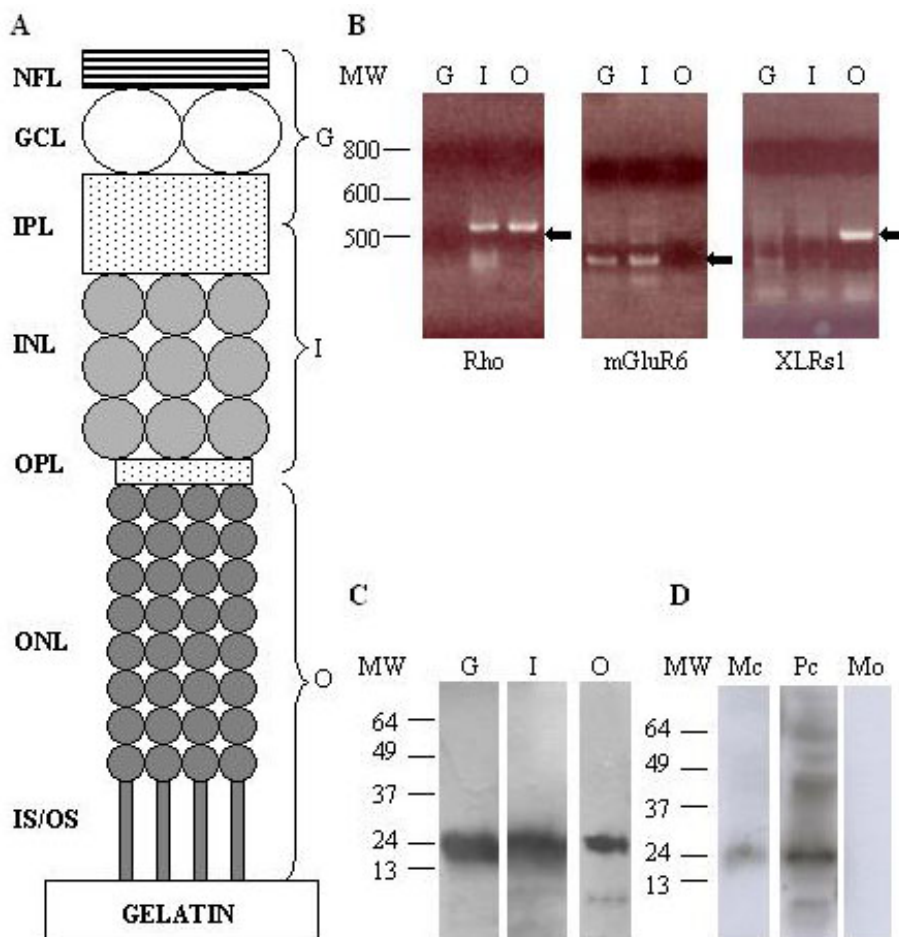 A
NFL
GCL
IPL
INL
OPL
ONL
IS/OS
GELATIN
G
I
O
B
MW G I O G I O G I O
800
600
500
Rho mGluR6 XLRs1
C
MW G I O
64
49
37
24
13
D
MW Mc Pc Mo
64
49
37
24
13